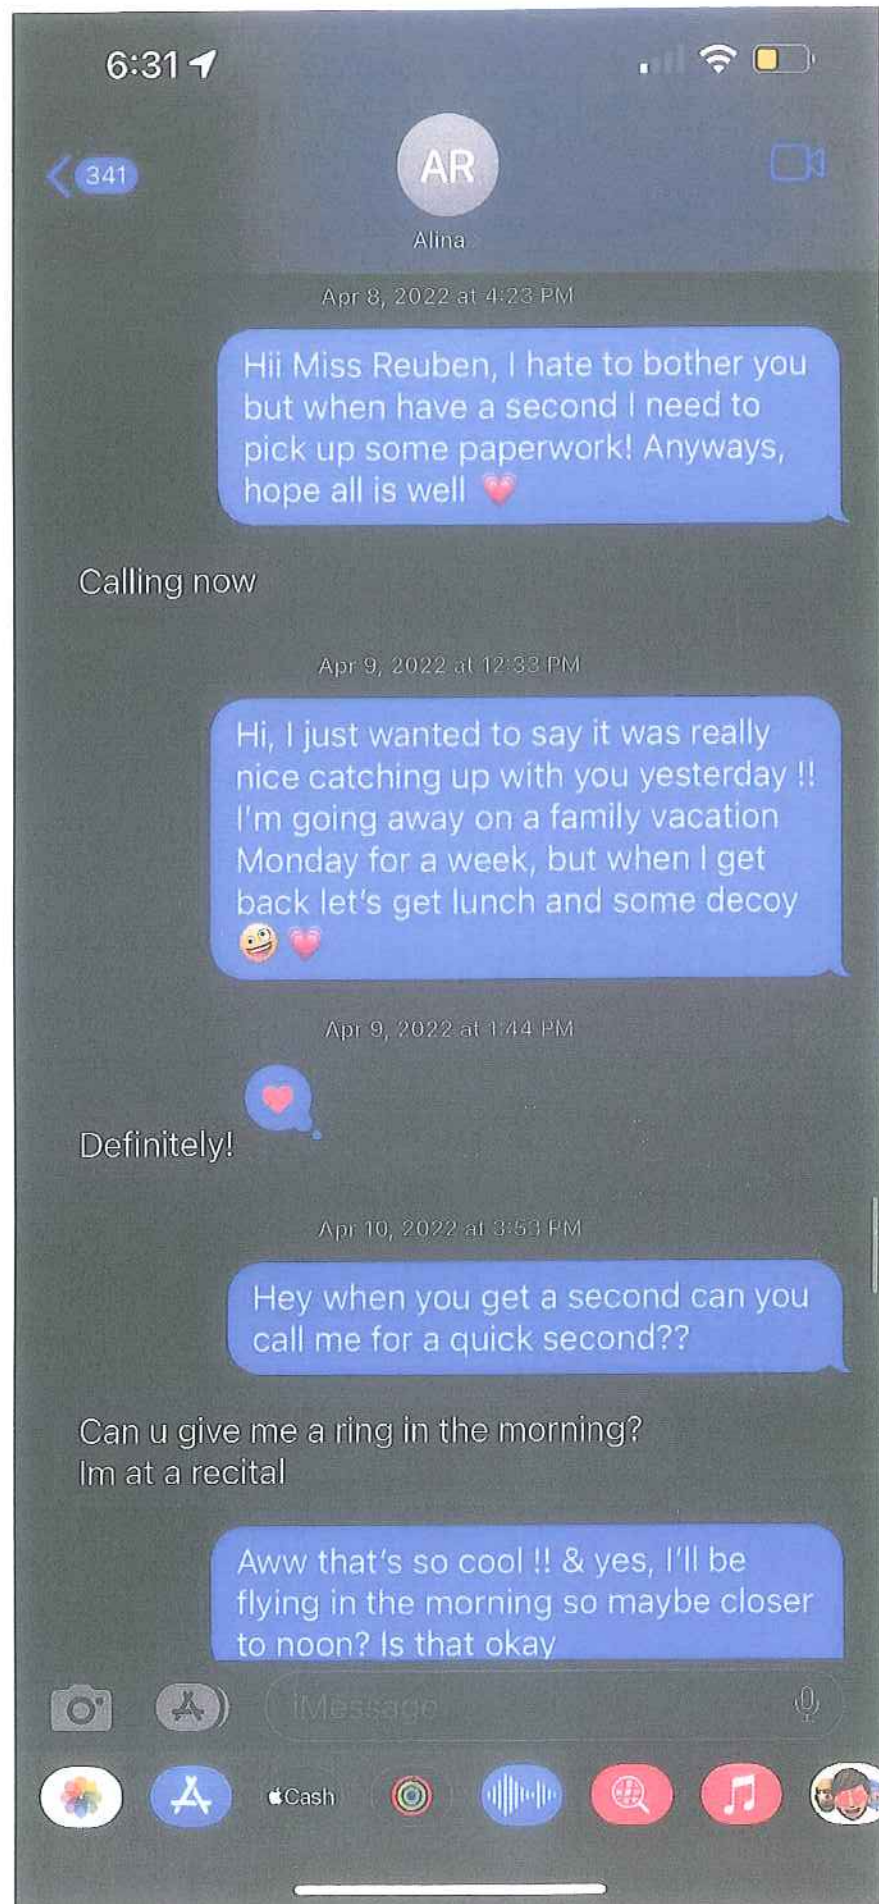 6:31
341
AR
Alina
Apr 8, 2022 at 4:23 PM
Hii Miss Reuben, I hate to bother you
but when have a second I need to
pick up some paperwork! Anyways,
hope all is well 💗
Calling now
Apr 9, 2022 at 12:33 PM
Hi, I just wanted to say it was really
nice catching up with you yesterday !!
I'm going away on a family vacation
Monday for a week, but when I get
back let's get lunch and some decoy
🤪 💗
Apr 9, 2022 at 1:44 PM
Definitely!
Apr 10, 2022 at 3:53 PM
Hey when you get a second can you
call me for a quick second??
Can u give me a ring in the morning?
Im at a recital
Aww that's so cool !! & yes, I'll be
flying in the morning so maybe closer
to noon? Is that okay
iMessage
Cash